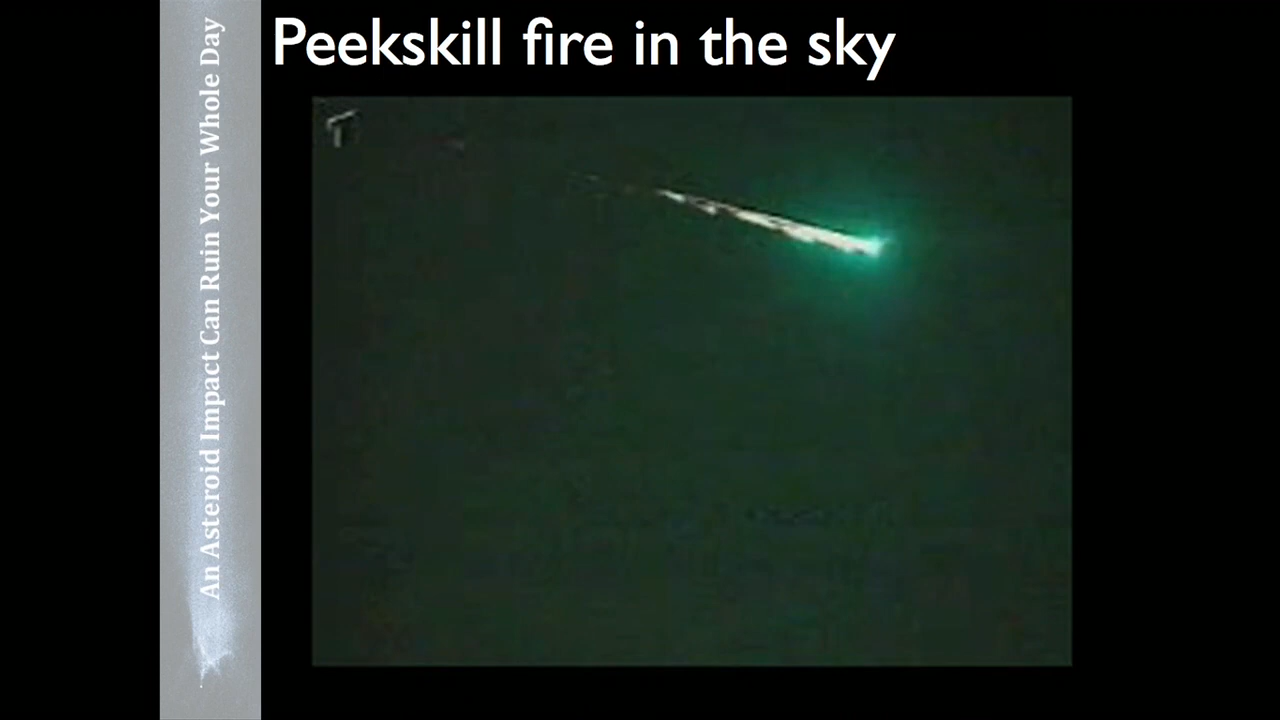 Peekskill fire in the sky
An Asteroid Impact Can Ruin Your Whole Day